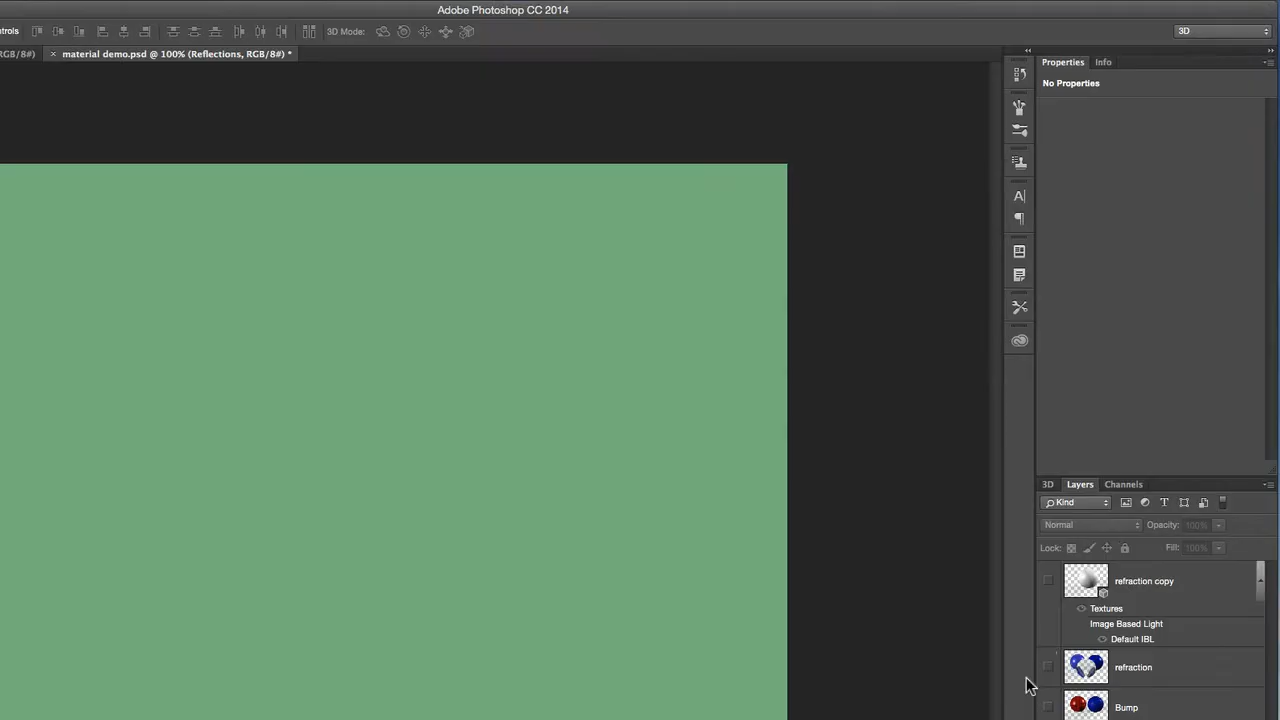 Adobe Photoshop CC 2014
ntrols 3D Mode: 3D
RGB/8#) × material demo.psd @ 100% (Reflections, RGB/8#) *
Properties Info
No Properties
3D Layers Channels
Kind
Normal Opacity: 100%
Lock: Fill: 100%
refraction copy
Textures
Image Based Light
Default IBL
refraction
Bump